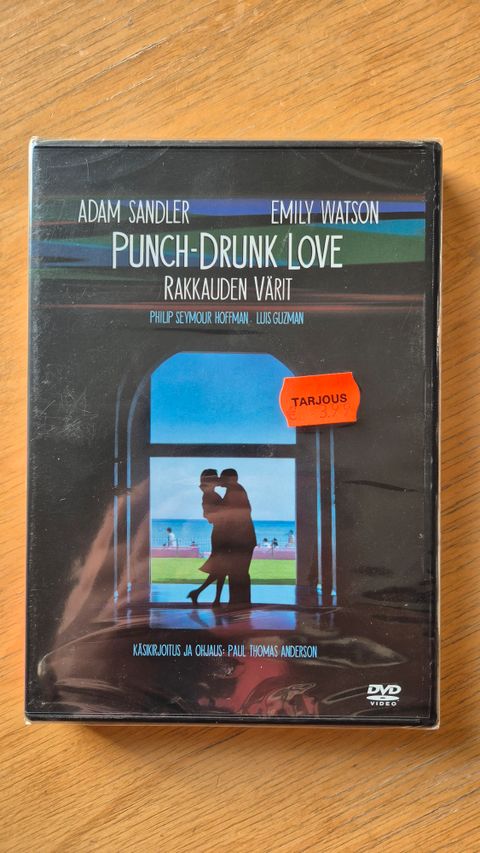 ADAM SANDLER EMILY WATSON
PUNCH-DRUNK LOVE
RAKKAUDEN VÄRIT
PHILIP SEYMOUR HOFFMAN LUIS GUZMAN
TARJOUS
KÄSIKIRJOITUS JA OHJAUS: PAUL THOMAS ANDERSON
DVD
VIDEO